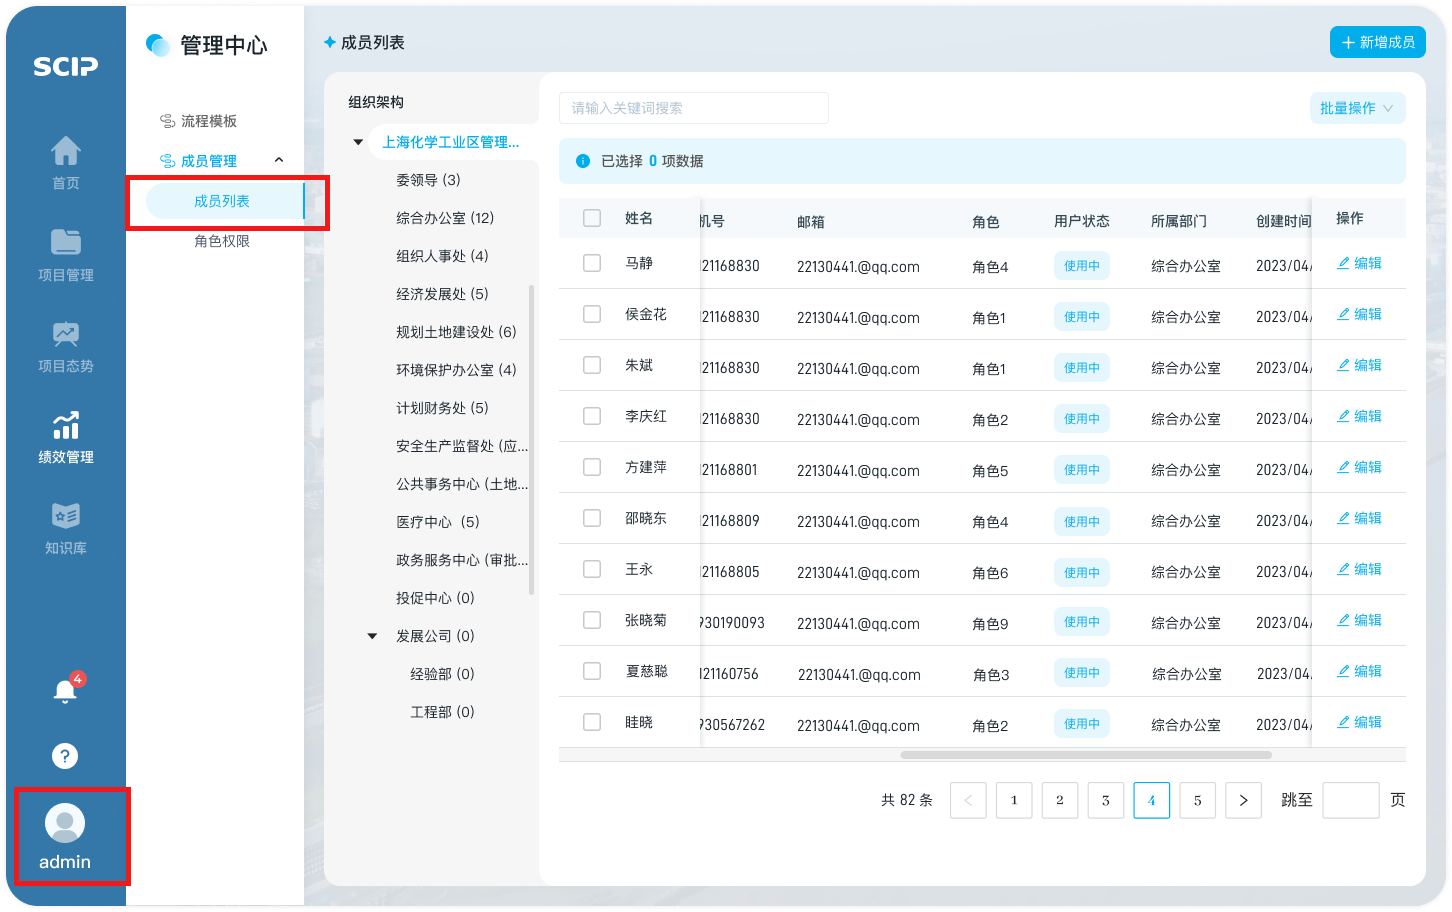 SCIP
首页
项目管理
项目态势
绩效管理
知识库
4
?
admin
管理中心
流程模板
成员管理
成员列表
角色权限
成员列表
新增成员
组织架构
上海化学工业区管理...
委领导 (3)
综合办公室 (12)
组织人事处 (4)
经济发展处 (5)
规划土地建设处 (6)
环境保护办公室 (4)
计划财务处 (5)
安全生产监督处 (应...
公共事务中心 (土地...
医疗中心 (5)
政务服务中心 (审批...
投促中心 (0)
发展公司 (0)
经验部 (0)
工程部 (0)
请输入关键词搜索
批量操作
已选择 0 项数据
姓名 机号 邮箱 角色 用户状态 所属部门 创建时间 操作
马静 121168830 22130441.@qq.com 角色4 使用中 综合办公室 2023/04/ 编辑
侯金花 121168830 22130441.@qq.com 角色1 使用中 综合办公室 2023/04/ 编辑
朱斌 121168830 22130441.@qq.com 角色1 使用中 综合办公室 2023/04/ 编辑
李庆红 121168830 22130441.@qq.com 角色2 使用中 综合办公室 2023/04/ 编辑
方建萍 121168801 22130441.@qq.com 角色5 使用中 综合办公室 2023/04/ 编辑
邵晓东 121168809 22130441.@qq.com 角色4 使用中 综合办公室 2023/04/ 编辑
王永 121168805 22130441.@qq.com 角色6 使用中 综合办公室 2023/04/ 编辑
张晓菊 930190093 22130441.@qq.com 角色9 使用中 综合办公室 2023/04/ 编辑
夏慈聪 121160756 22130441.@qq.com 角色3 使用中 综合办公室 2023/04/ 编辑
眭晓 930567262 22130441.@qq.com 角色2 使用中 综合办公室 2023/04/ 编辑
共 82 条 < 1 2 3 4 5 > 跳至 页